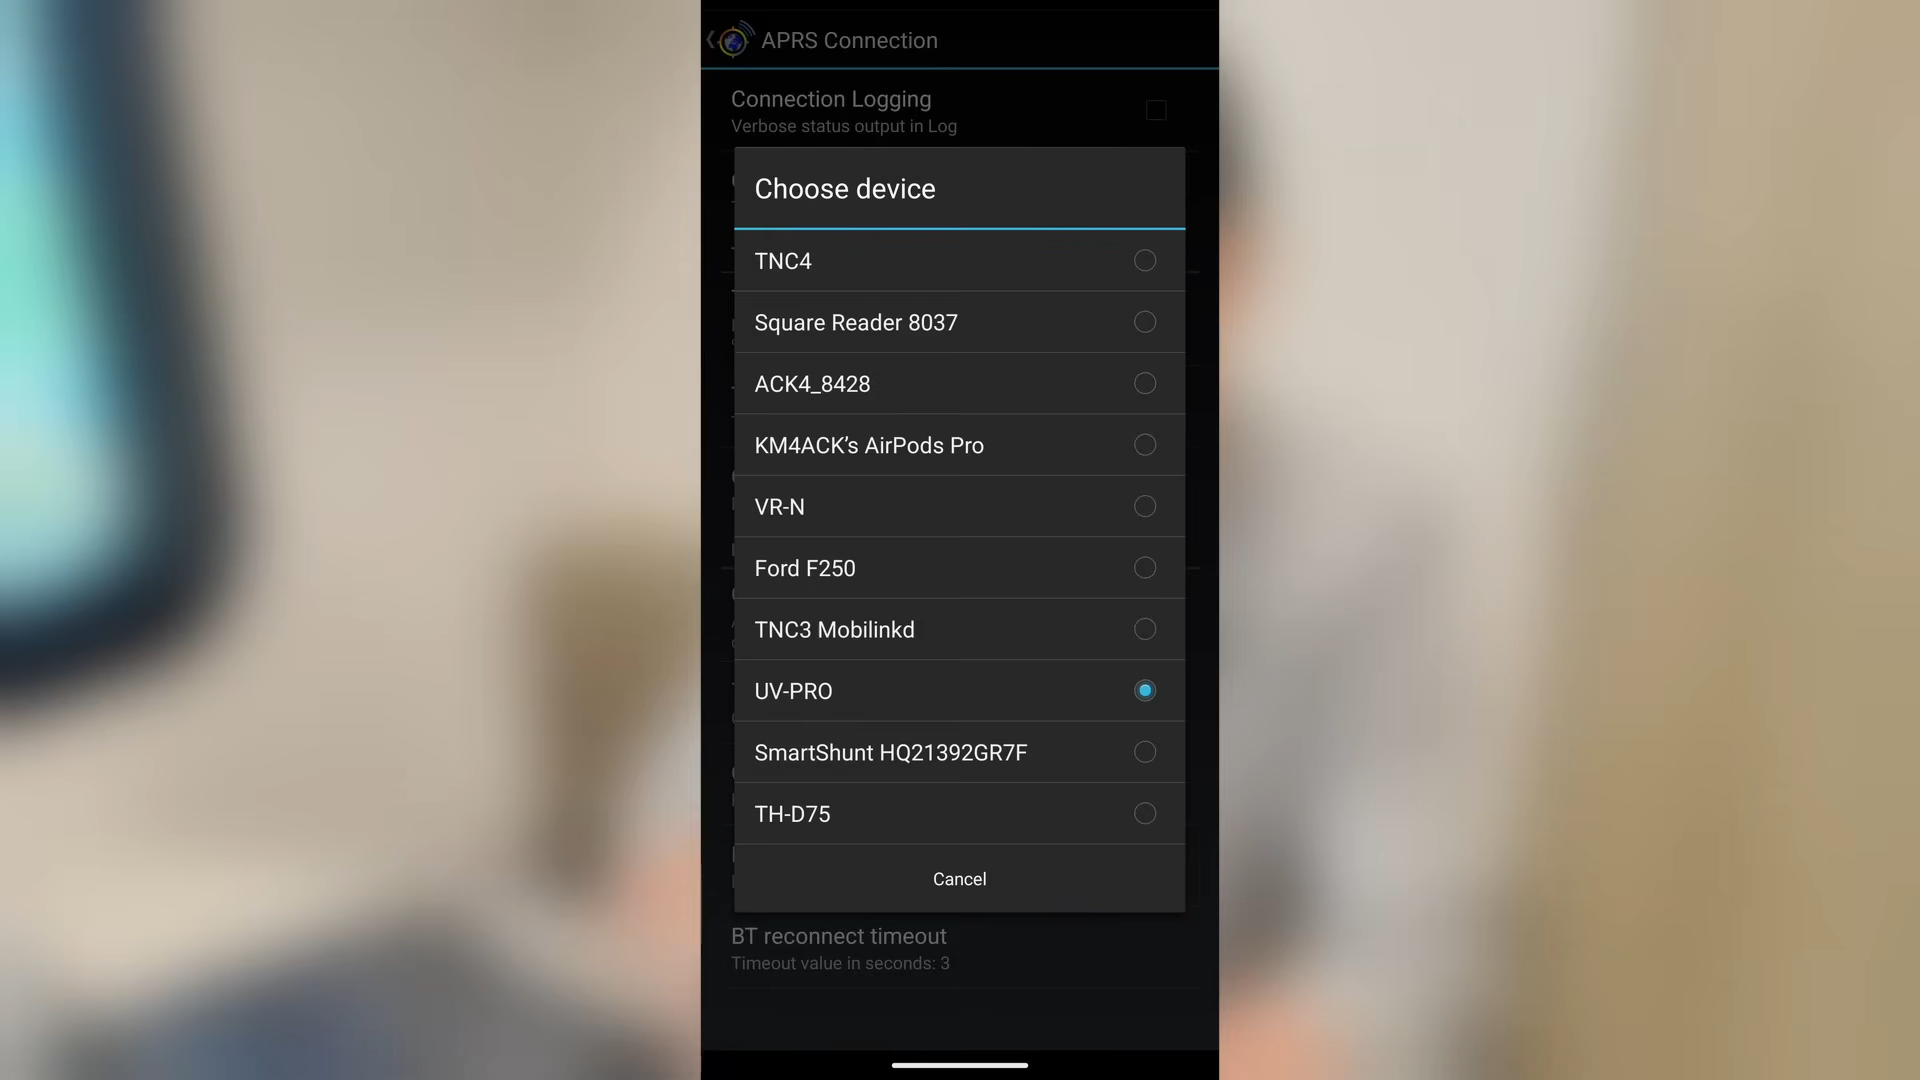 APRS Connection
Connection Logging
Verbose status output in Log
Choose device
TNC4
Square Reader 8037
ACK4_8428
KM4ACK’s AirPods Pro
VR-N
Ford F250
TNC3 Mobilinkd
UV-PRO
SmartShunt HQ21392GR7F
TH-D75
Cancel
BT reconnect timeout
Timeout value in seconds: 3